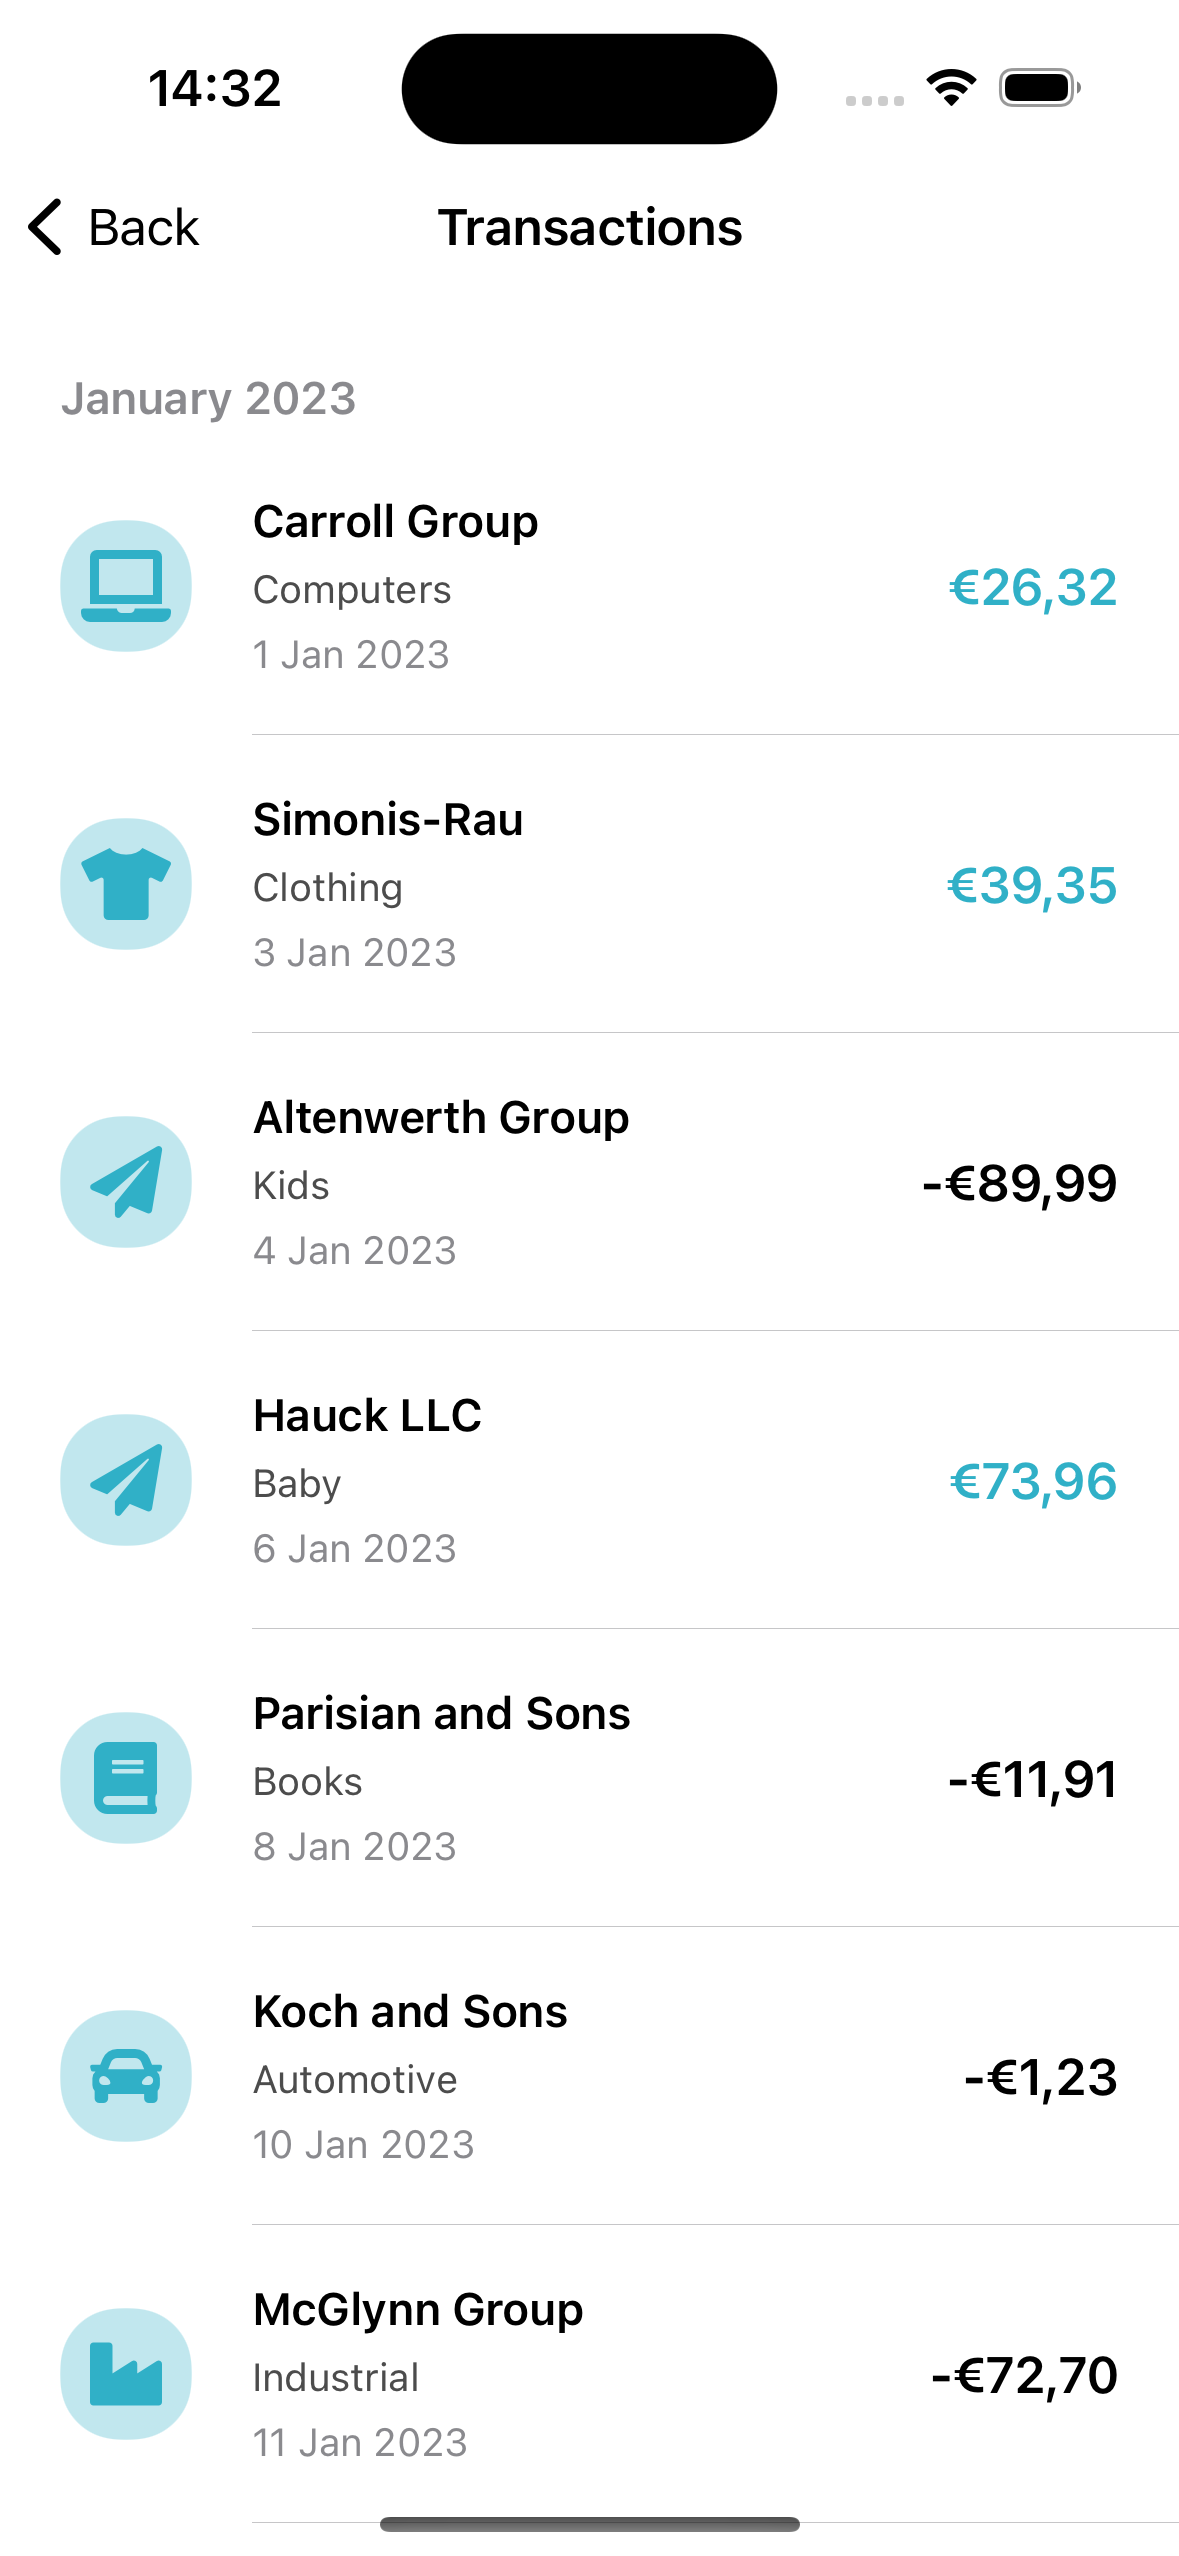 14:32
Back
Transactions
January 2023
Carroll Group
Computers
€26,32
1 Jan 2023
Simonis-Rau
Clothing
€39,35
3 Jan 2023
Altenwerth Group
Kids
-€89,99
4 Jan 2023
Hauck LLC
Baby
€73,96
6 Jan 2023
Parisian and Sons
Books
-€11,91
8 Jan 2023
Koch and Sons
Automotive
-€1,23
10 Jan 2023
McGlynn Group
Industrial
-€72,70
11 Jan 2023